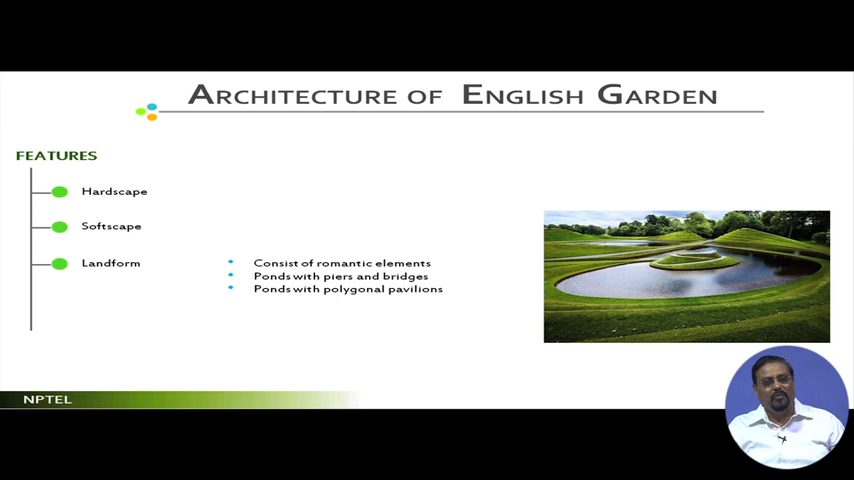 ARCHITECTURE OF ENGLISH GARDEN
FEATURES
Hardscape
Softscape
Landform
Consist of romantic elements
Ponds with piers and bridges
Ponds with polygonal pavilions
NPTEL